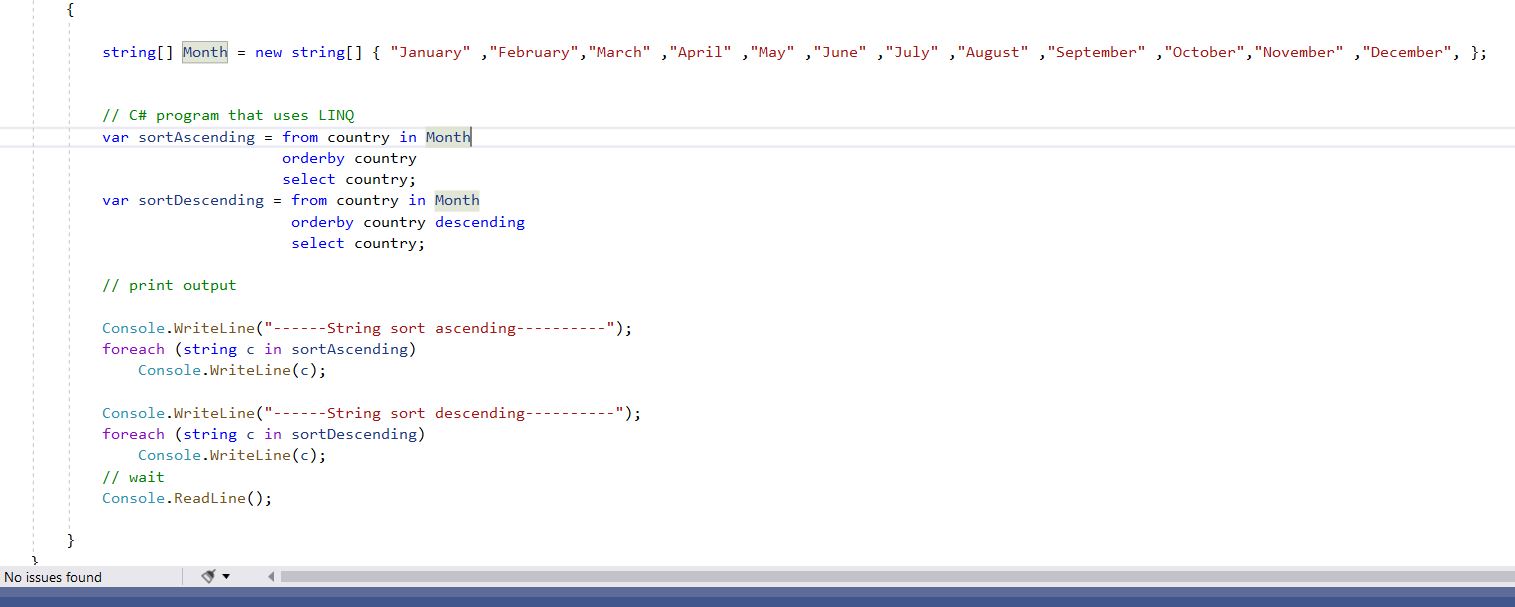 {
string[] Month = new string[] { "January" ,"February","March" ,"April" ,"May" ,"June" ,"July" ,"August" ,"September" ,"October","November" ,"December", };
// C# program that uses LINQ
var sortAscending = from country in Month
orderby country
select country;
var sortDescending = from country in Month
orderby country descending
select country;
// print output
Console.WriteLine("------String sort ascending----------");
foreach (string c in sortAscending)
Console.WriteLine(c);
Console.WriteLine("------String sort descending----------");
foreach (string c in sortDescending)
Console.WriteLine(c);
// wait
Console.ReadLine();
}
}
No issues found